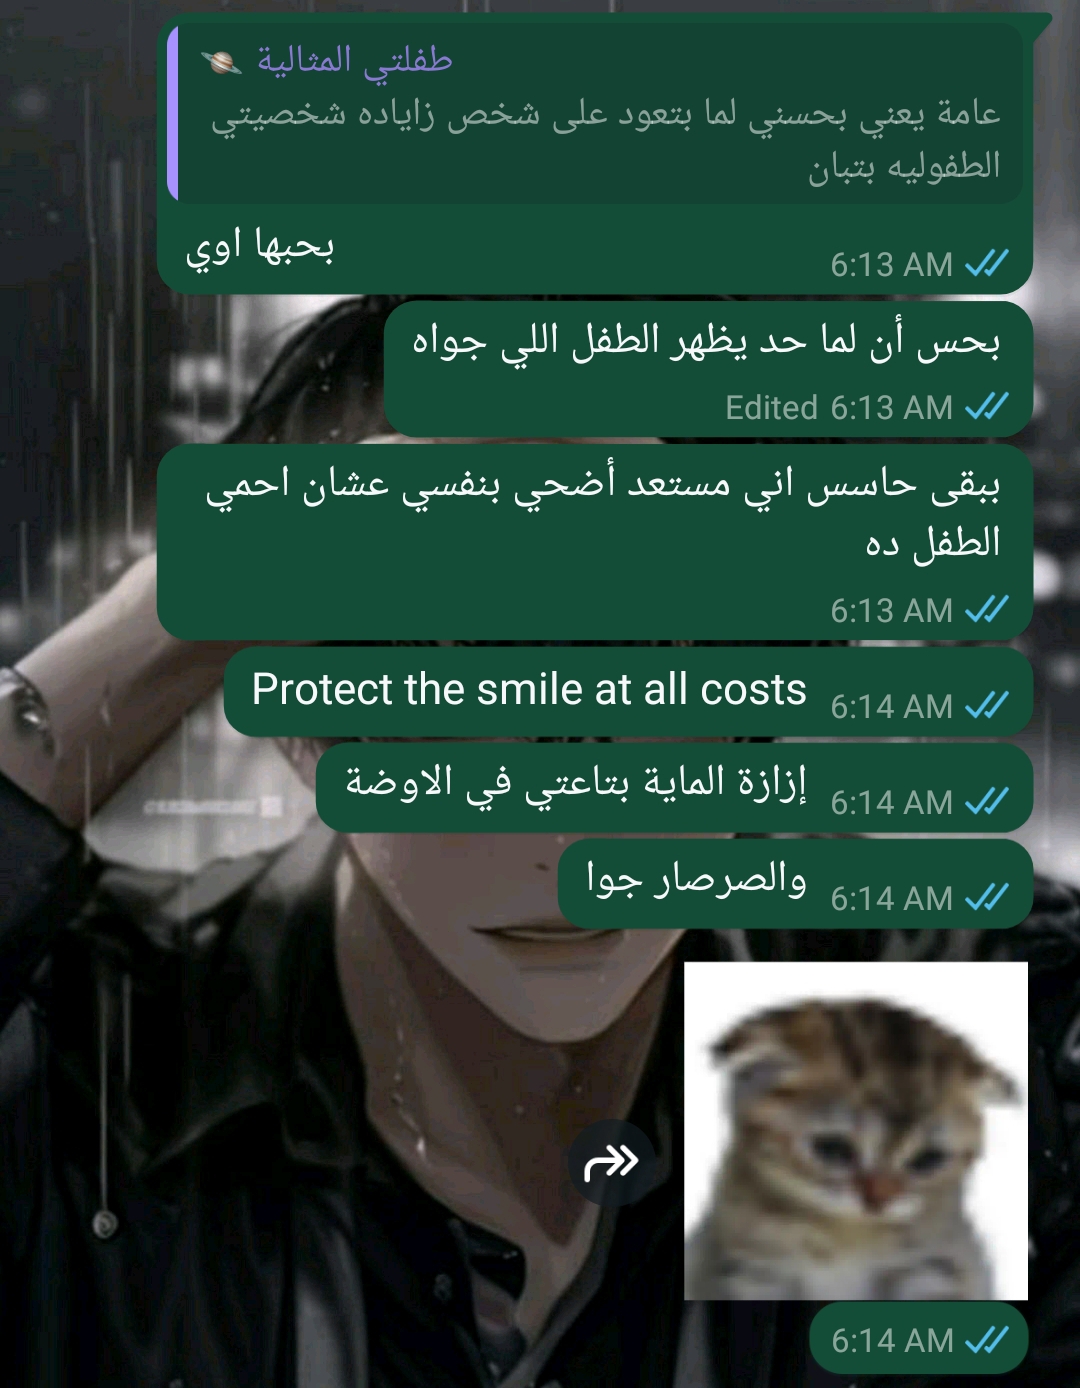 طفلتي المثالية 🪐
عامة يعني بحسني لما بتعود على شخص زاياده شخصيتي
الطفوليه بتبان
بحبها اوي
6:13 AM
بحس أن لما حد يظهر الطفل اللي جواه
Edited 6:13 AM
ببقى حاسس اني مستعد أضحي بنفسي عشان احمي
الطفل ده
6:13 AM
Protect the smile at all costs 6:14 AM
إزازة الماية بتاعتي في الاوضة 6:14 AM
والصرصار جوا 6:14 AM
6:14 AM